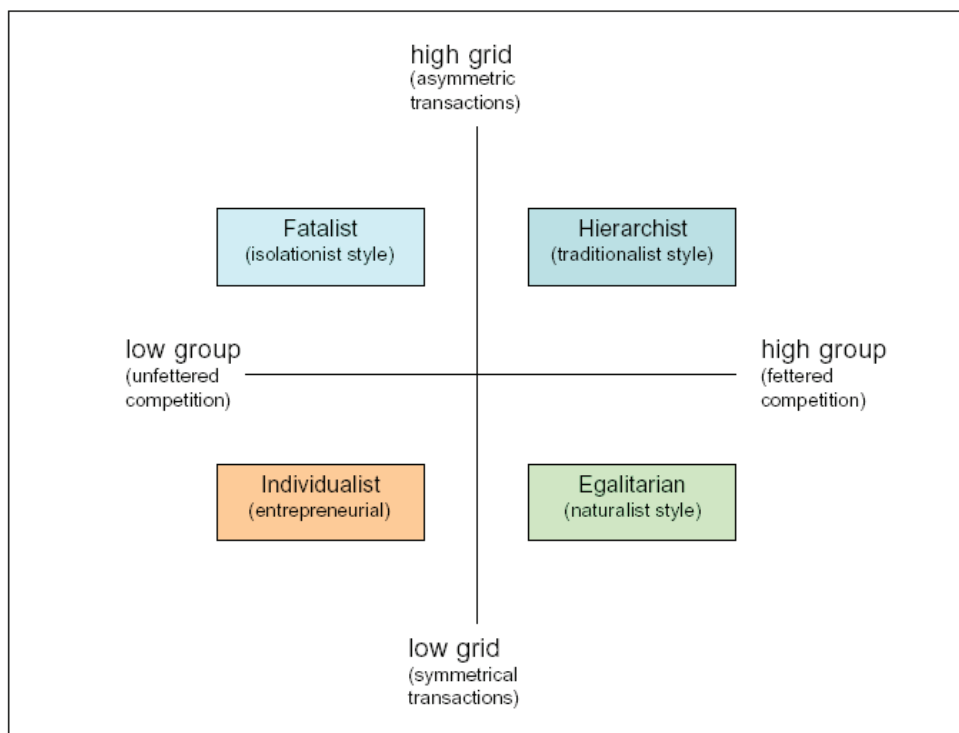 high grid
(asymmetric
transactions)
Fatalist
(isolationist style)
Hierarchist
(traditionalist style)
low group
(unfettered
competition)
high group
(fettered
competition)
Individualist
(entrepreneurial)
Egalitarian
(naturalist style)
low grid
(symmetrical
transactions)